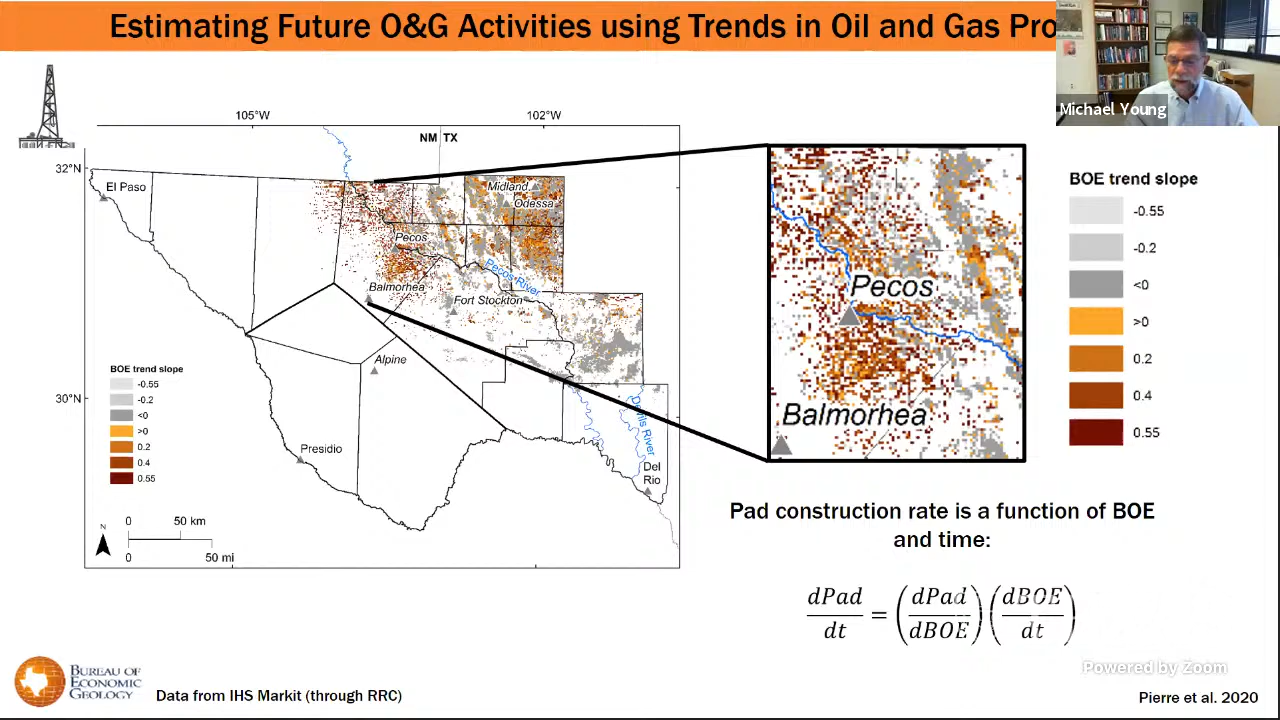 Estimating Future O&G Activities using Trends in Oil and Gas Pro
Michael Young
105°W
102°W
NM TX
32°N
El Paso
Midland
Odessa
Pecos
Pecos River
Balmorhea
Fort Stockton
Alpine
BOE trend slope
-0.55
-0.2
<0
>0
0.2
0.4
0.55
30°N
Presidio
Devils River
Del
Rio
N
0 50 km
0 50 mi
Pecos
Balmorhea
BOE trend slope
-0.55
-0.2
<0
>0
0.2
0.4
0.55
Pad construction rate is a function of BOE
and time:
dPad/dt = (dPad/dBOE)(dBOE/dt)
Powered by Zoom
BUREAU OF
ECONOMIC
GEOLOGY
Data from IHS Markit (through RRC)
Pierre et al. 2020